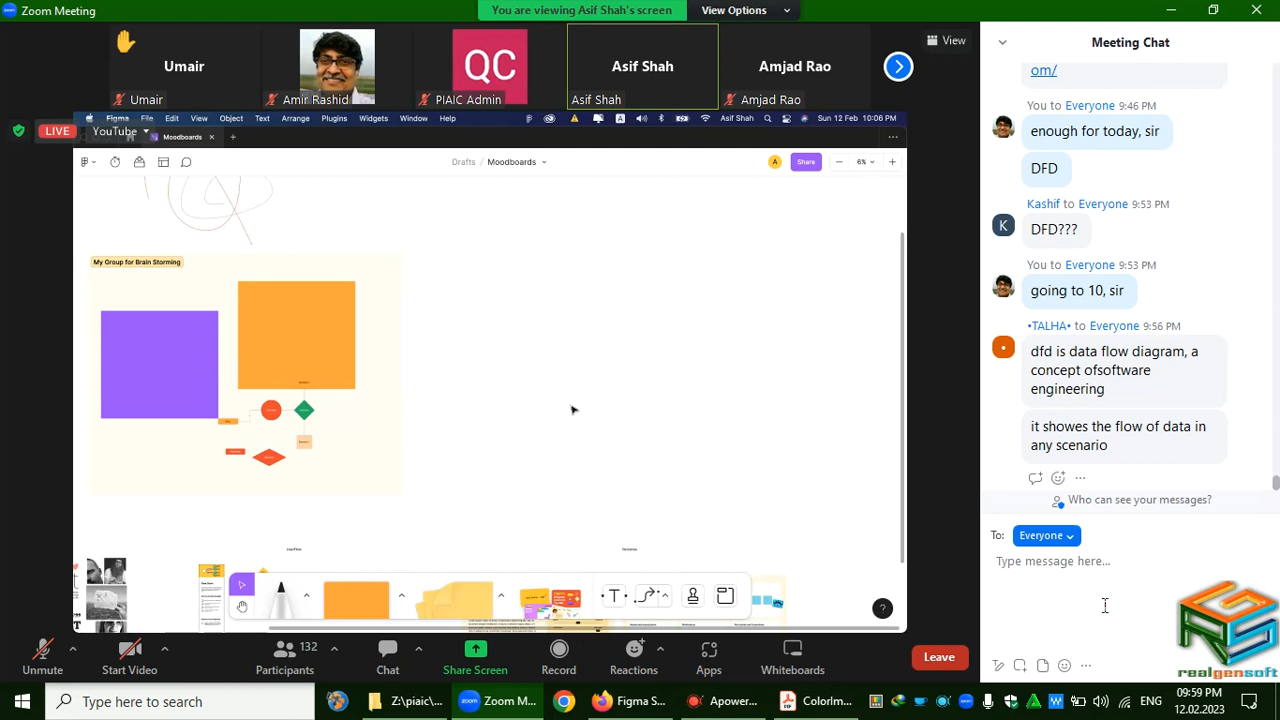 Zoom Meeting
You are viewing Asif Shah's screen
View Options
Umair
QC
Asif Shah
Amjad Rao
View
Umair
Amir Rashid
PIAIC Admin
Asif Shah
Amjad Rao
Figma File Edit View Object Text Arrange Plugins Widgets Window Help
Asif Shah
Sun 12 Feb 10:06 PM
LIVE
YouTube
Moodboards
Drafts / Moodboards
A
Share
6%
My Group for Brain Storming
T
?
Meeting Chat
om/
You to Everyone 9:46 PM
enough for today, sir
DFD
Kashif to Everyone 9:53 PM
K
DFD???
You to Everyone 9:53 PM
going to 10, sir
•TALHA• to Everyone 9:56 PM
dfd is data flow diagram, a
concept ofsoftware
engineering
it showes the flow of data in
any scenario
Who can see your messages?
To: Everyone
Type message here...
realgensoft
Unmute
Start Video
132
Participants
Chat
Share Screen
Record
Reactions
Apps
Whiteboards
Leave
Type here to search
Z:\piaic\...
Zoom M...
Figma S...
Apower...
ColorIm...
ENG
09:59 PM
12.02.2023